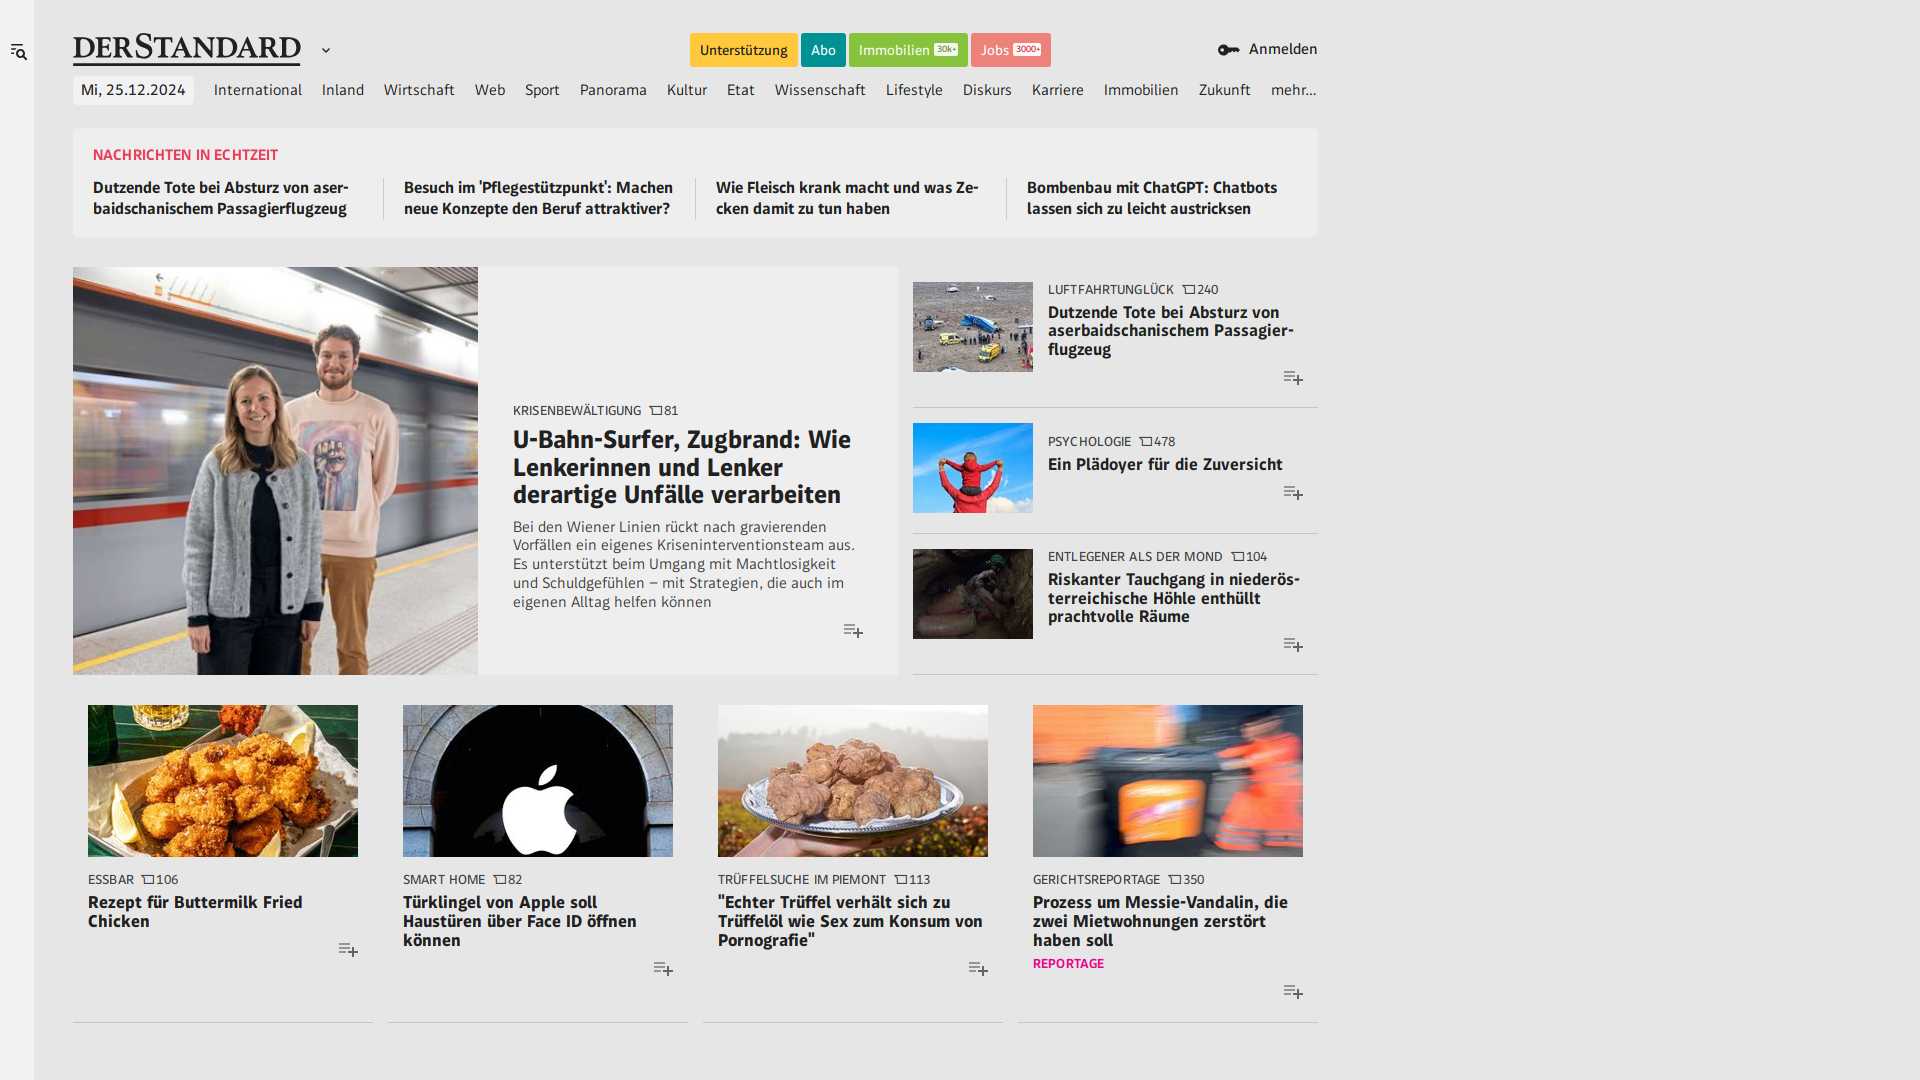 DERSTANDARD
Unterstützung
Abo
Immobilien 30k+
Jobs 3000+
Anmelden
Mi, 25.12.2024
International
Inland
Wirtschaft
Web
Sport
Panorama
Kultur
Etat
Wissenschaft
Lifestyle
Diskurs
Karriere
Immobilien
Zukunft
mehr...
NACHRICHTEN IN ECHTZEIT
Dutzende Tote bei Absturz von aser-
baidschanischem Passagierflugzeug
Besuch im 'Pflegestützpunkt': Machen
neue Konzepte den Beruf attraktiver?
Wie Fleisch krank macht und was Ze-
cken damit zu tun haben
Bombenbau mit ChatGPT: Chatbots
lassen sich zu leicht austricksen
KRISENBEWÄLTIGUNG 81
U-Bahn-Surfer, Zugbrand: Wie
Lenkerinnen und Lenker
derartige Unfälle verarbeiten
Bei den Wiener Linien rückt nach gravierenden
Vorfällen ein eigenes Kriseninterventionsteam aus.
Es unterstützt beim Umgang mit Machtlosigkeit
und Schuldgefühlen – mit Strategien, die auch im
eigenen Alltag helfen können
LUFTFAHRTUNGLÜCK 240
Dutzende Tote bei Absturz von
aserbaidschanischem Passagier-
flugzeug
PSYCHOLOGIE 478
Ein Plädoyer für die Zuversicht
ENTLEGENER ALS DER MOND 104
Riskanter Tauchgang in niederös-
terreichische Höhle enthüllt
prachtvolle Räume
ESSBAR 106
Rezept für Buttermilk Fried
Chicken
SMART HOME 82
Türklingel von Apple soll
Haustüren über Face ID öffnen
können
TRÜFFELSUCHE IM PIEMONT 113
"Echter Trüffel verhält sich zu
Trüffelöl wie Sex zum Konsum von
Pornografie"
GERICHTSREPORTAGE 350
Prozess um Messie-Vandalin, die
zwei Mietwohnungen zerstört
haben soll
REPORTAGE